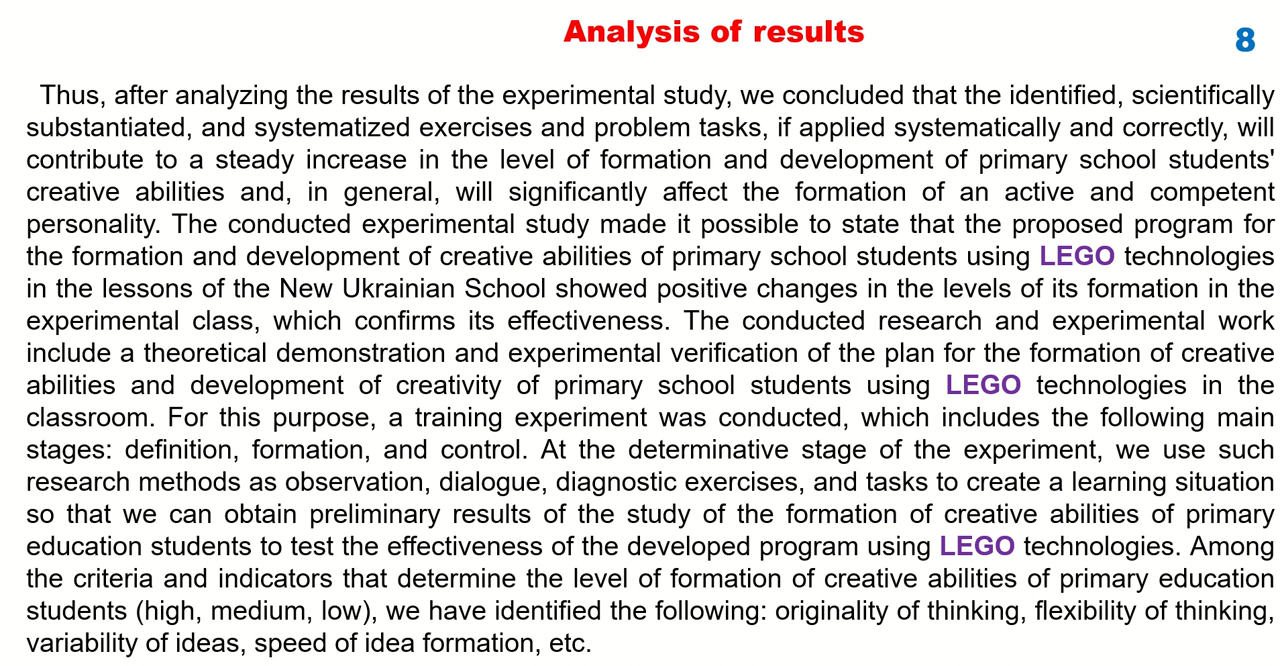 Analysis of results
8
Thus, after analyzing the results of the experimental study, we concluded that the identified, scientifically
substantiated, and systematized exercises and problem tasks, if applied systematically and correctly, will
contribute to a steady increase in the level of formation and development of primary school students'
creative abilities and, in general, will significantly affect the formation of an active and competent
personality. The conducted experimental study made it possible to state that the proposed program for
the formation and development of creative abilities of primary school students using LEGO technologies
in the lessons of the New Ukrainian School showed positive changes in the levels of its formation in the
experimental class, which confirms its effectiveness. The conducted research and experimental work
include a theoretical demonstration and experimental verification of the plan for the formation of creative
abilities and development of creativity of primary school students using LEGO technologies in the
classroom. For this purpose, a training experiment was conducted, which includes the following main
stages: definition, formation, and control. At the determinative stage of the experiment, we use such
research methods as observation, dialogue, diagnostic exercises, and tasks to create a learning situation
so that we can obtain preliminary results of the study of the formation of creative abilities of primary
education students to test the effectiveness of the developed program using LEGO technologies. Among
the criteria and indicators that determine the level of formation of creative abilities of primary education
students (high, medium, low), we have identified the following: originality of thinking, flexibility of thinking,
variability of ideas, speed of idea formation, etc.